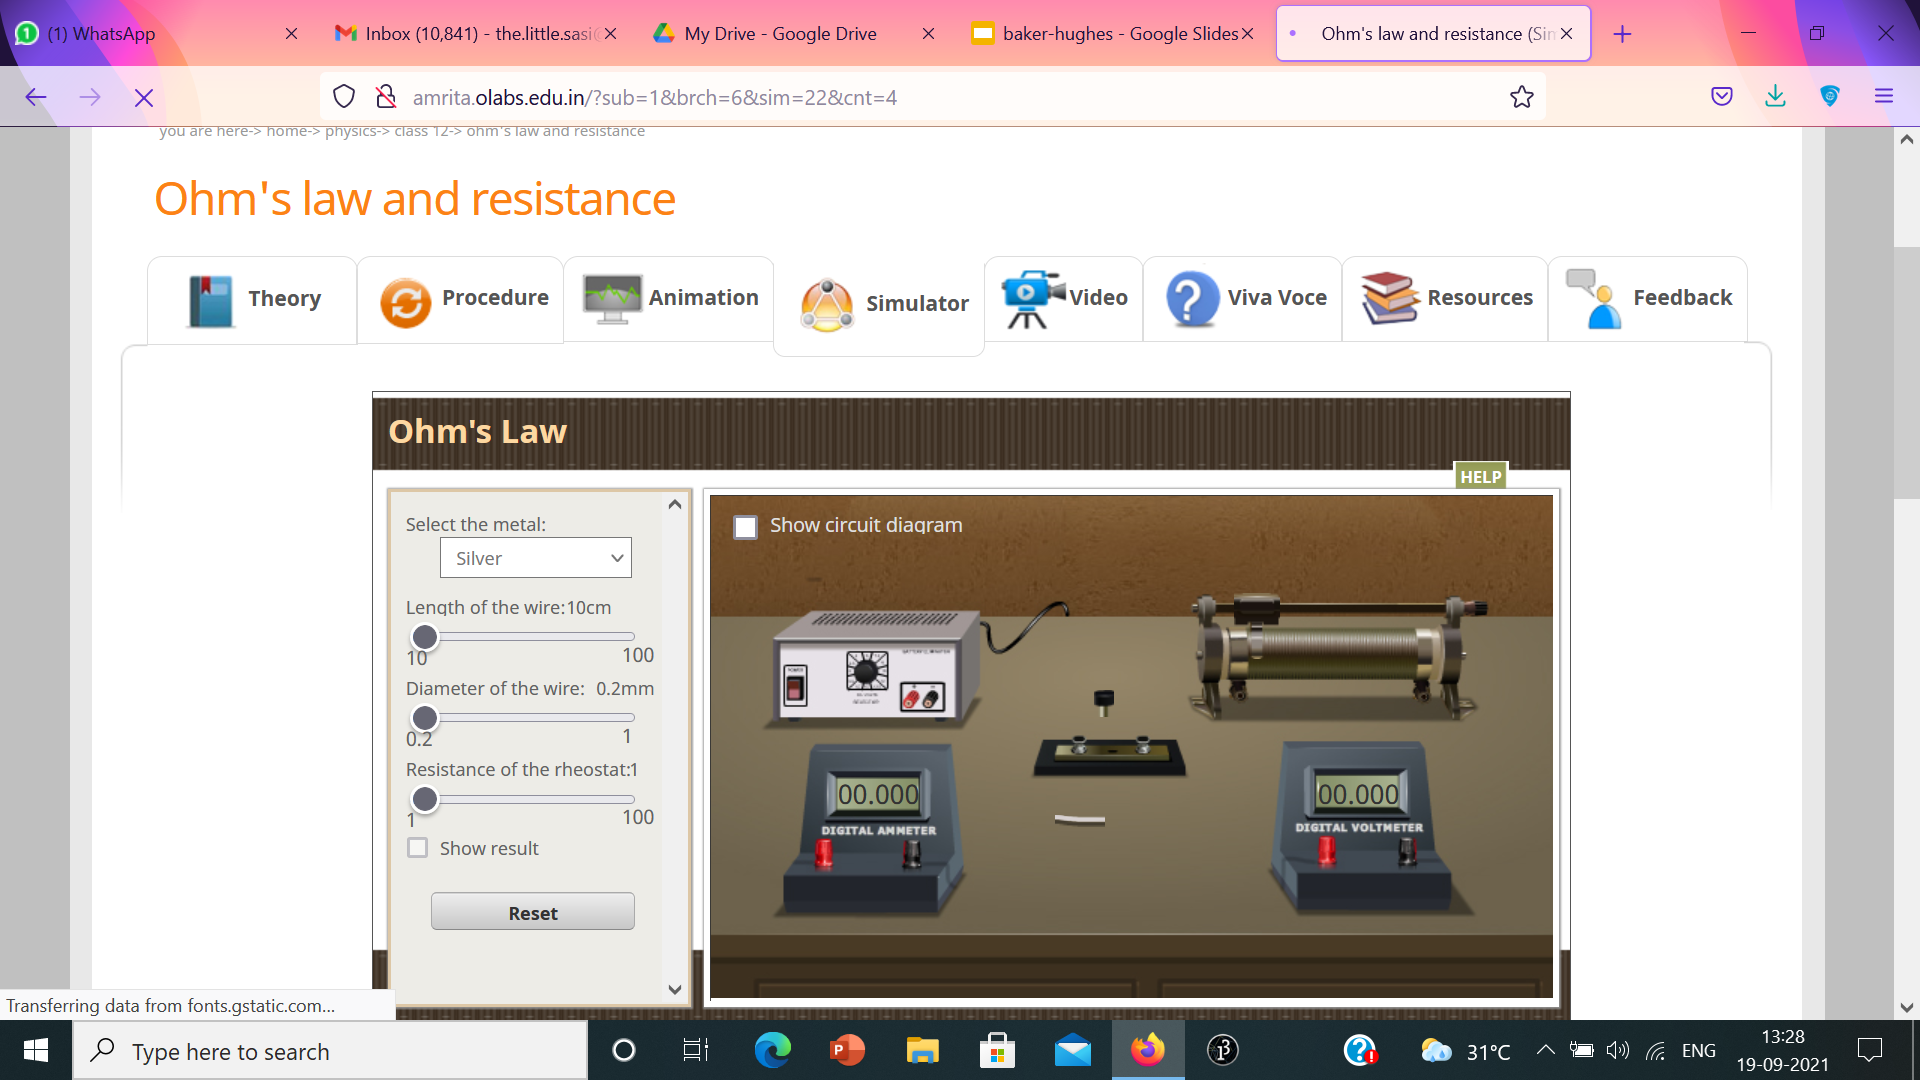 (1) WhatsApp
Inbox (10,841) - the.little.sasi@
My Drive - Google Drive
baker-hughes - Google Slides
Ohm's law and resistance (Sim
amrita.olabs.edu.in/?sub=1&brch=6&sim=22&cnt=4
you are here-> home-> physics-> class 12-> ohm's law and resistance
Ohm's law and resistance
Theory
Procedure
Animation
Simulator
Video
Viva Voce
Resources
Feedback
Ohm's Law
HELP
Select the metal:
Silver
Length of the wire:10cm
10
100
Diameter of the wire: 0.2mm
0.2
1
Resistance of the rheostat:1
1
100
Show result
Reset
Show circuit diagram
00.000
DIGITAL AMMETER
00.000
DIGITAL VOLTMETER
Transferring data from fonts.gstatic.com...
Type here to search
31°C
ENG
13:28
19-09-2021